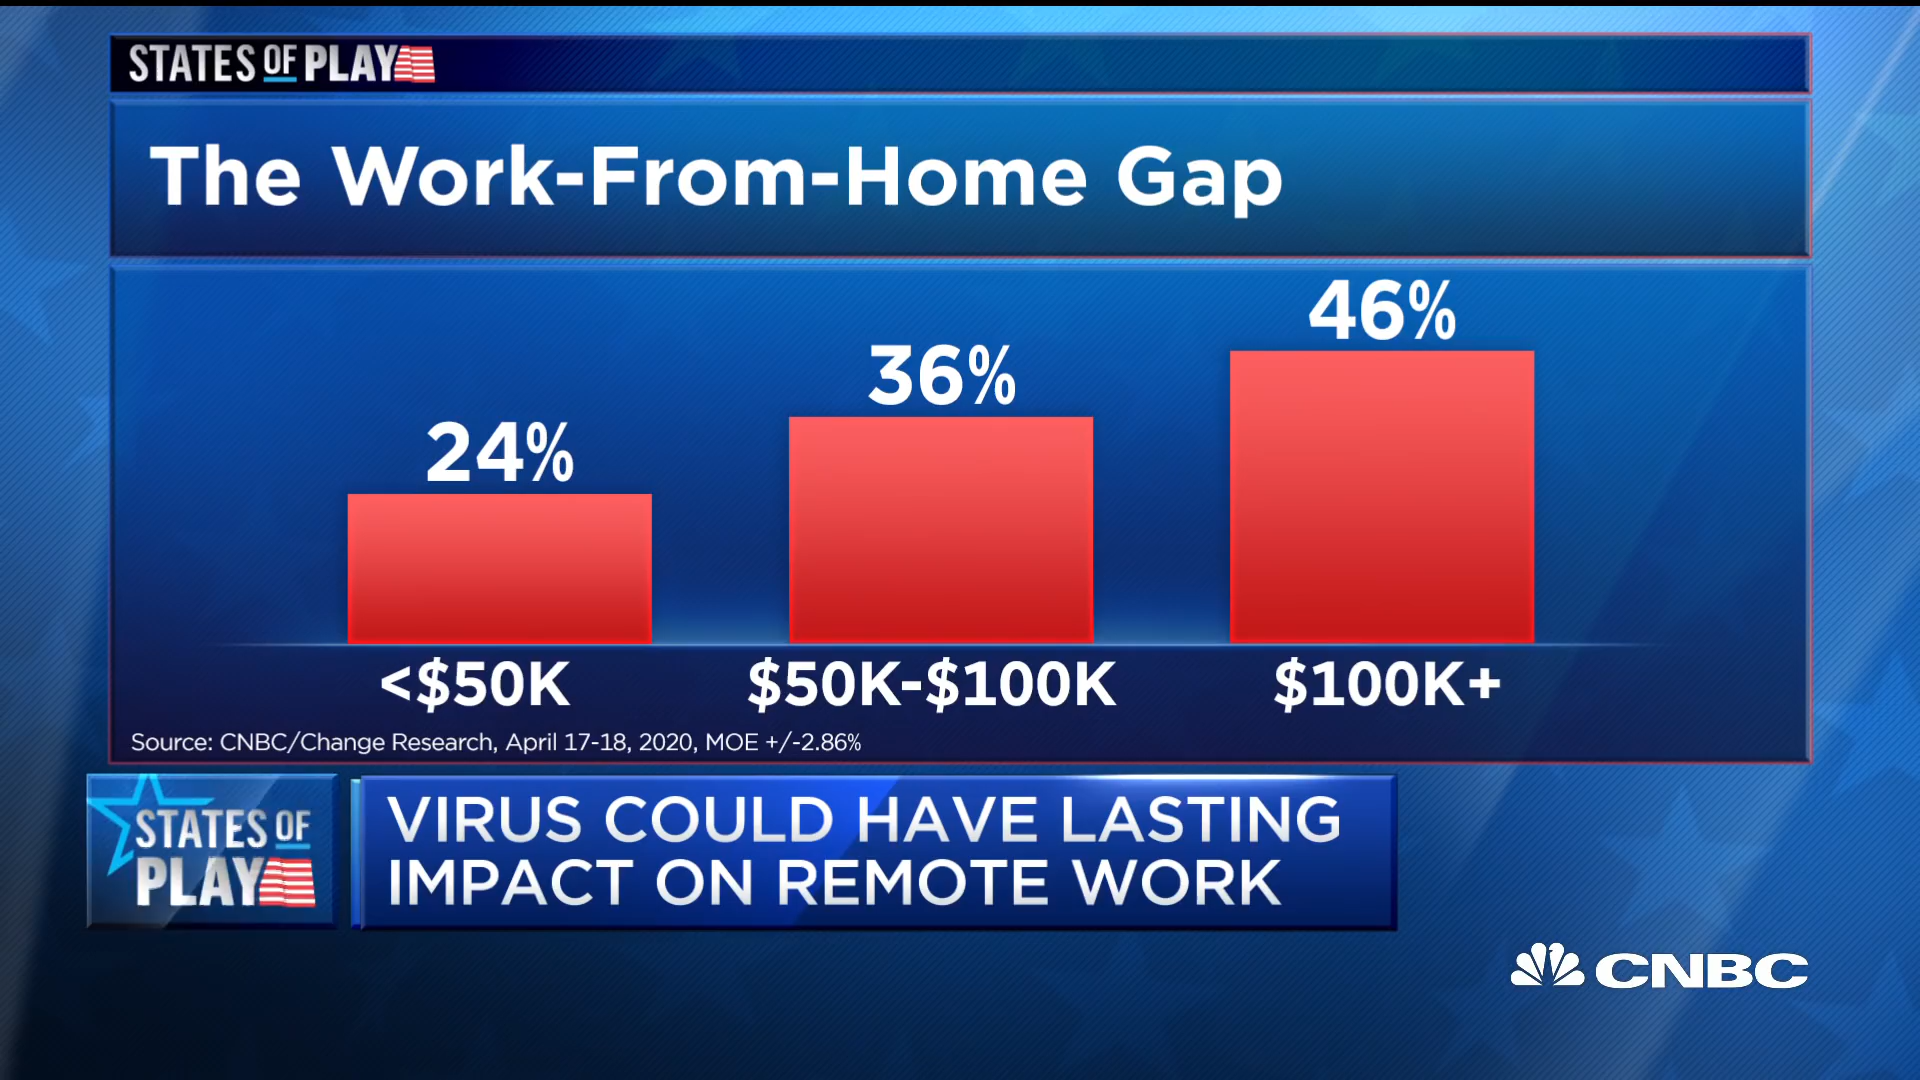 STATES OF PLAY
The Work-From-Home Gap
24%
36%
46%
<$50K
$50K-$100K
$100K+
Source: CNBC/Change Research, April 17-18, 2020, MOE +/-2.86%
STATES OF
PLAY
VIRUS COULD HAVE LASTING
IMPACT ON REMOTE WORK
CNBC